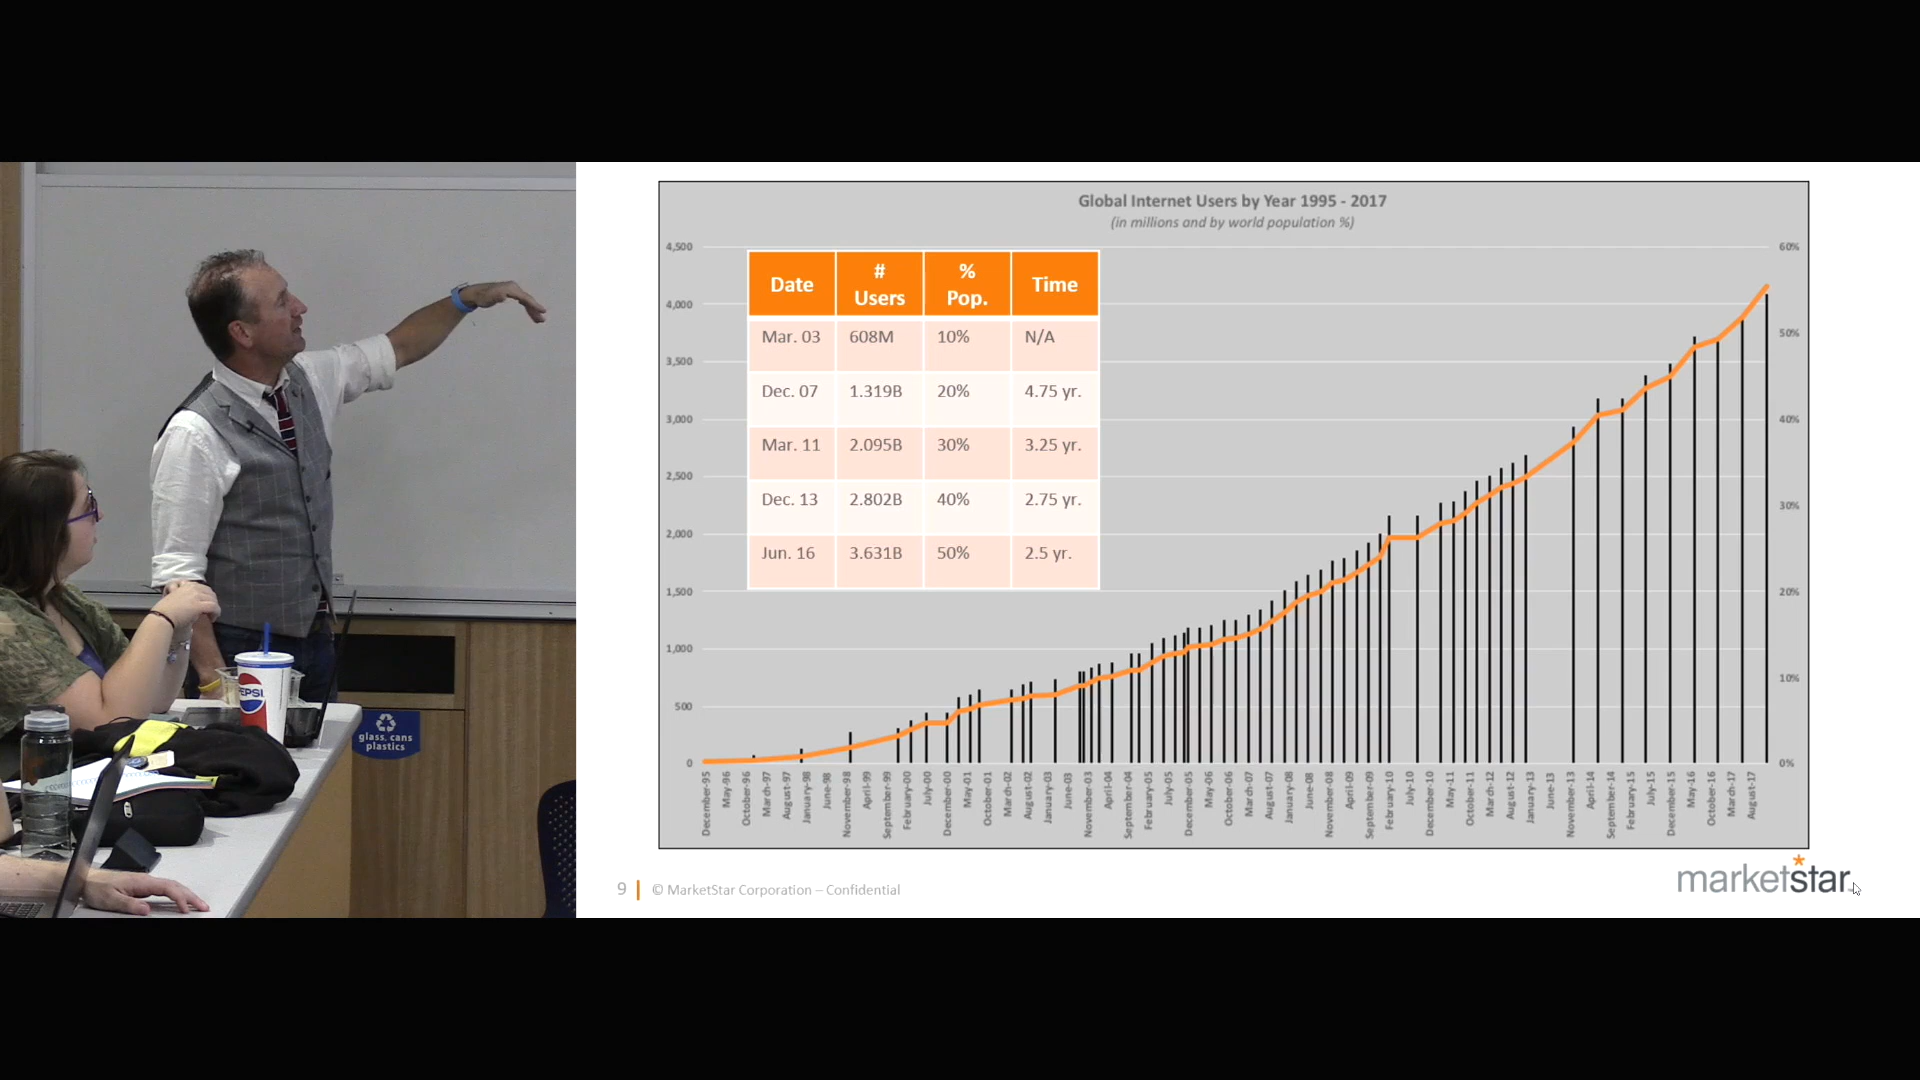 Global Internet Users by Year 1995 - 2017
(in millions and by world population %)
4,500
4,000
3,500
3,000
2,500
2,000
1,500
1,000
500
0
60%
50%
40%
30%
20%
10%
0%
Date # Users % Pop. Time
Mar. 03 608M 10% N/A
Dec. 07 1.319B 20% 4.75 yr.
Mar. 11 2.095B 30% 3.25 yr.
Dec. 13 2.802B 40% 2.75 yr.
Jun. 16 3.631B 50% 2.5 yr.
December-95
May-96
October-96
March-97
August-97
January-98
June-98
November-98
April-99
September-99
February-00
July-00
December-00
May-01
October-01
March-02
August-02
January-03
June-03
November-03
April-04
September-04
February-05
July-05
December-05
May-06
October-06
March-07
August-07
January-08
June-08
November-08
April-09
September-09
February-10
July-10
December-10
May-11
October-11
March-12
August-12
January-13
June-13
November-13
April-14
September-14
February-15
July-15
December-15
May-16
October-16
March-17
August-17
9 © MarketStar Corporation – Confidential
marketstar
PEPSI
glass, cans
plastics